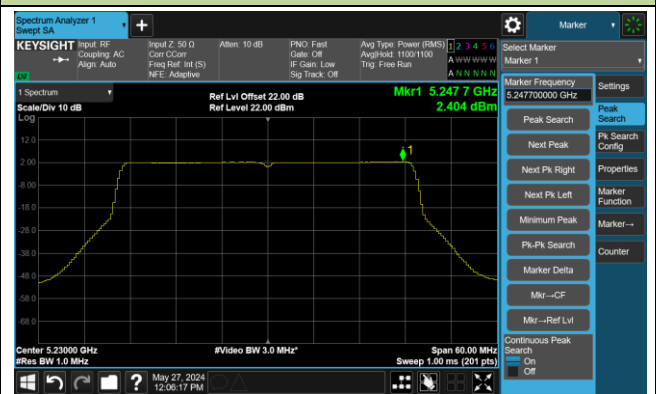 Spectrum Analyzer 1
Swept SA
Marker
KEYSIGHT
Input: RF
Coupling: AC
Align: Auto
Input Z: 50 Ω
Corr CCorr
Freq Ref: Int (S)
NFE: Adaptive
Atten: 10 dB
PNO: Fast
Gate: Off
IF Gain: Low
Sig Track: Off
Avg Type: Power (RMS)
Avg|Hold: 1100/1100
Trig: Free Run
1 2 3 4 5 6
A W W W W W
A N N N N N
Select Marker
Marker 1
1 Spectrum
Scale/Div 10 dB
Log
Ref Lvl Offset 22.00 dB
Ref Level 22.00 dBm
Mkr1 5.247 7 GHz
2.404 dBm
12.0
2.00
-8.00
-18.0
-28.0
-38.0
-48.0
-58.0
-68.0
1
Center 5.23000 GHz
#Res BW 1.0 MHz
#Video BW 3.0 MHz*
Span 60.00 MHz
Sweep 1.00 ms (201 pts)
Marker Frequency
5.247700000 GHz
Peak Search
Next Peak
Next Pk Right
Next Pk Left
Minimum Peak
Pk-Pk Search
Marker Delta
Mkr→CF
Mkr→Ref Lvl
Continuous Peak
Search
On
Off
Settings
Peak
Search
Pk Search
Config
Properties
Marker
Function
Marker→
Counter
May 27, 2024
12:06:17 PM